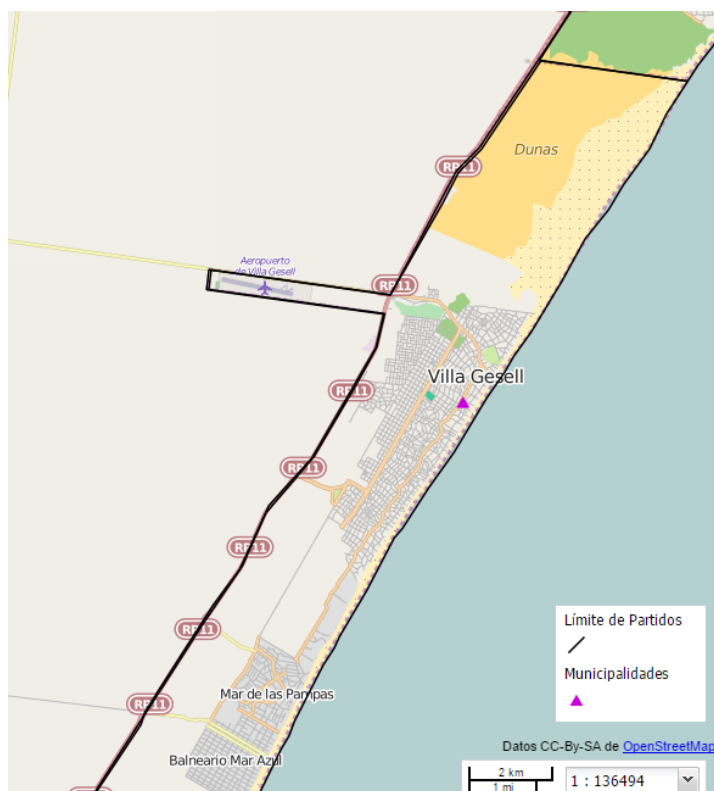 Dunas
RP11
Aeropuerto
de Villa Gesell
RP11
Villa Gesell
RP11
RP11
RP11
RP11
Mar de las Pampas
RP11
Balneario Mar Azul
RP11
Límite de Partidos
Municipalidades
Datos CC-By-SA de OpenStreetMap
2 km
1 mi
1 : 136494